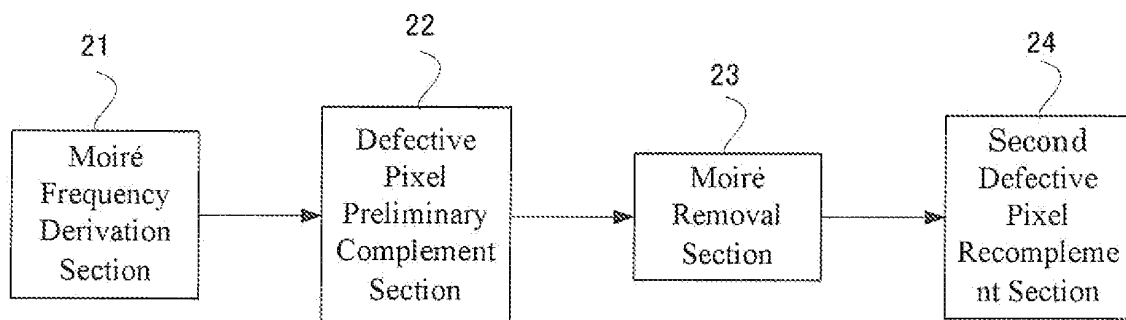 21
Moiré
Frequency
Derivation
Section
22
Defective
Pixel
Preliminary
Complement
Section
23
Moiré
Removal
Section
24
Second
Defective
Pixel
Recompleme
nt Section